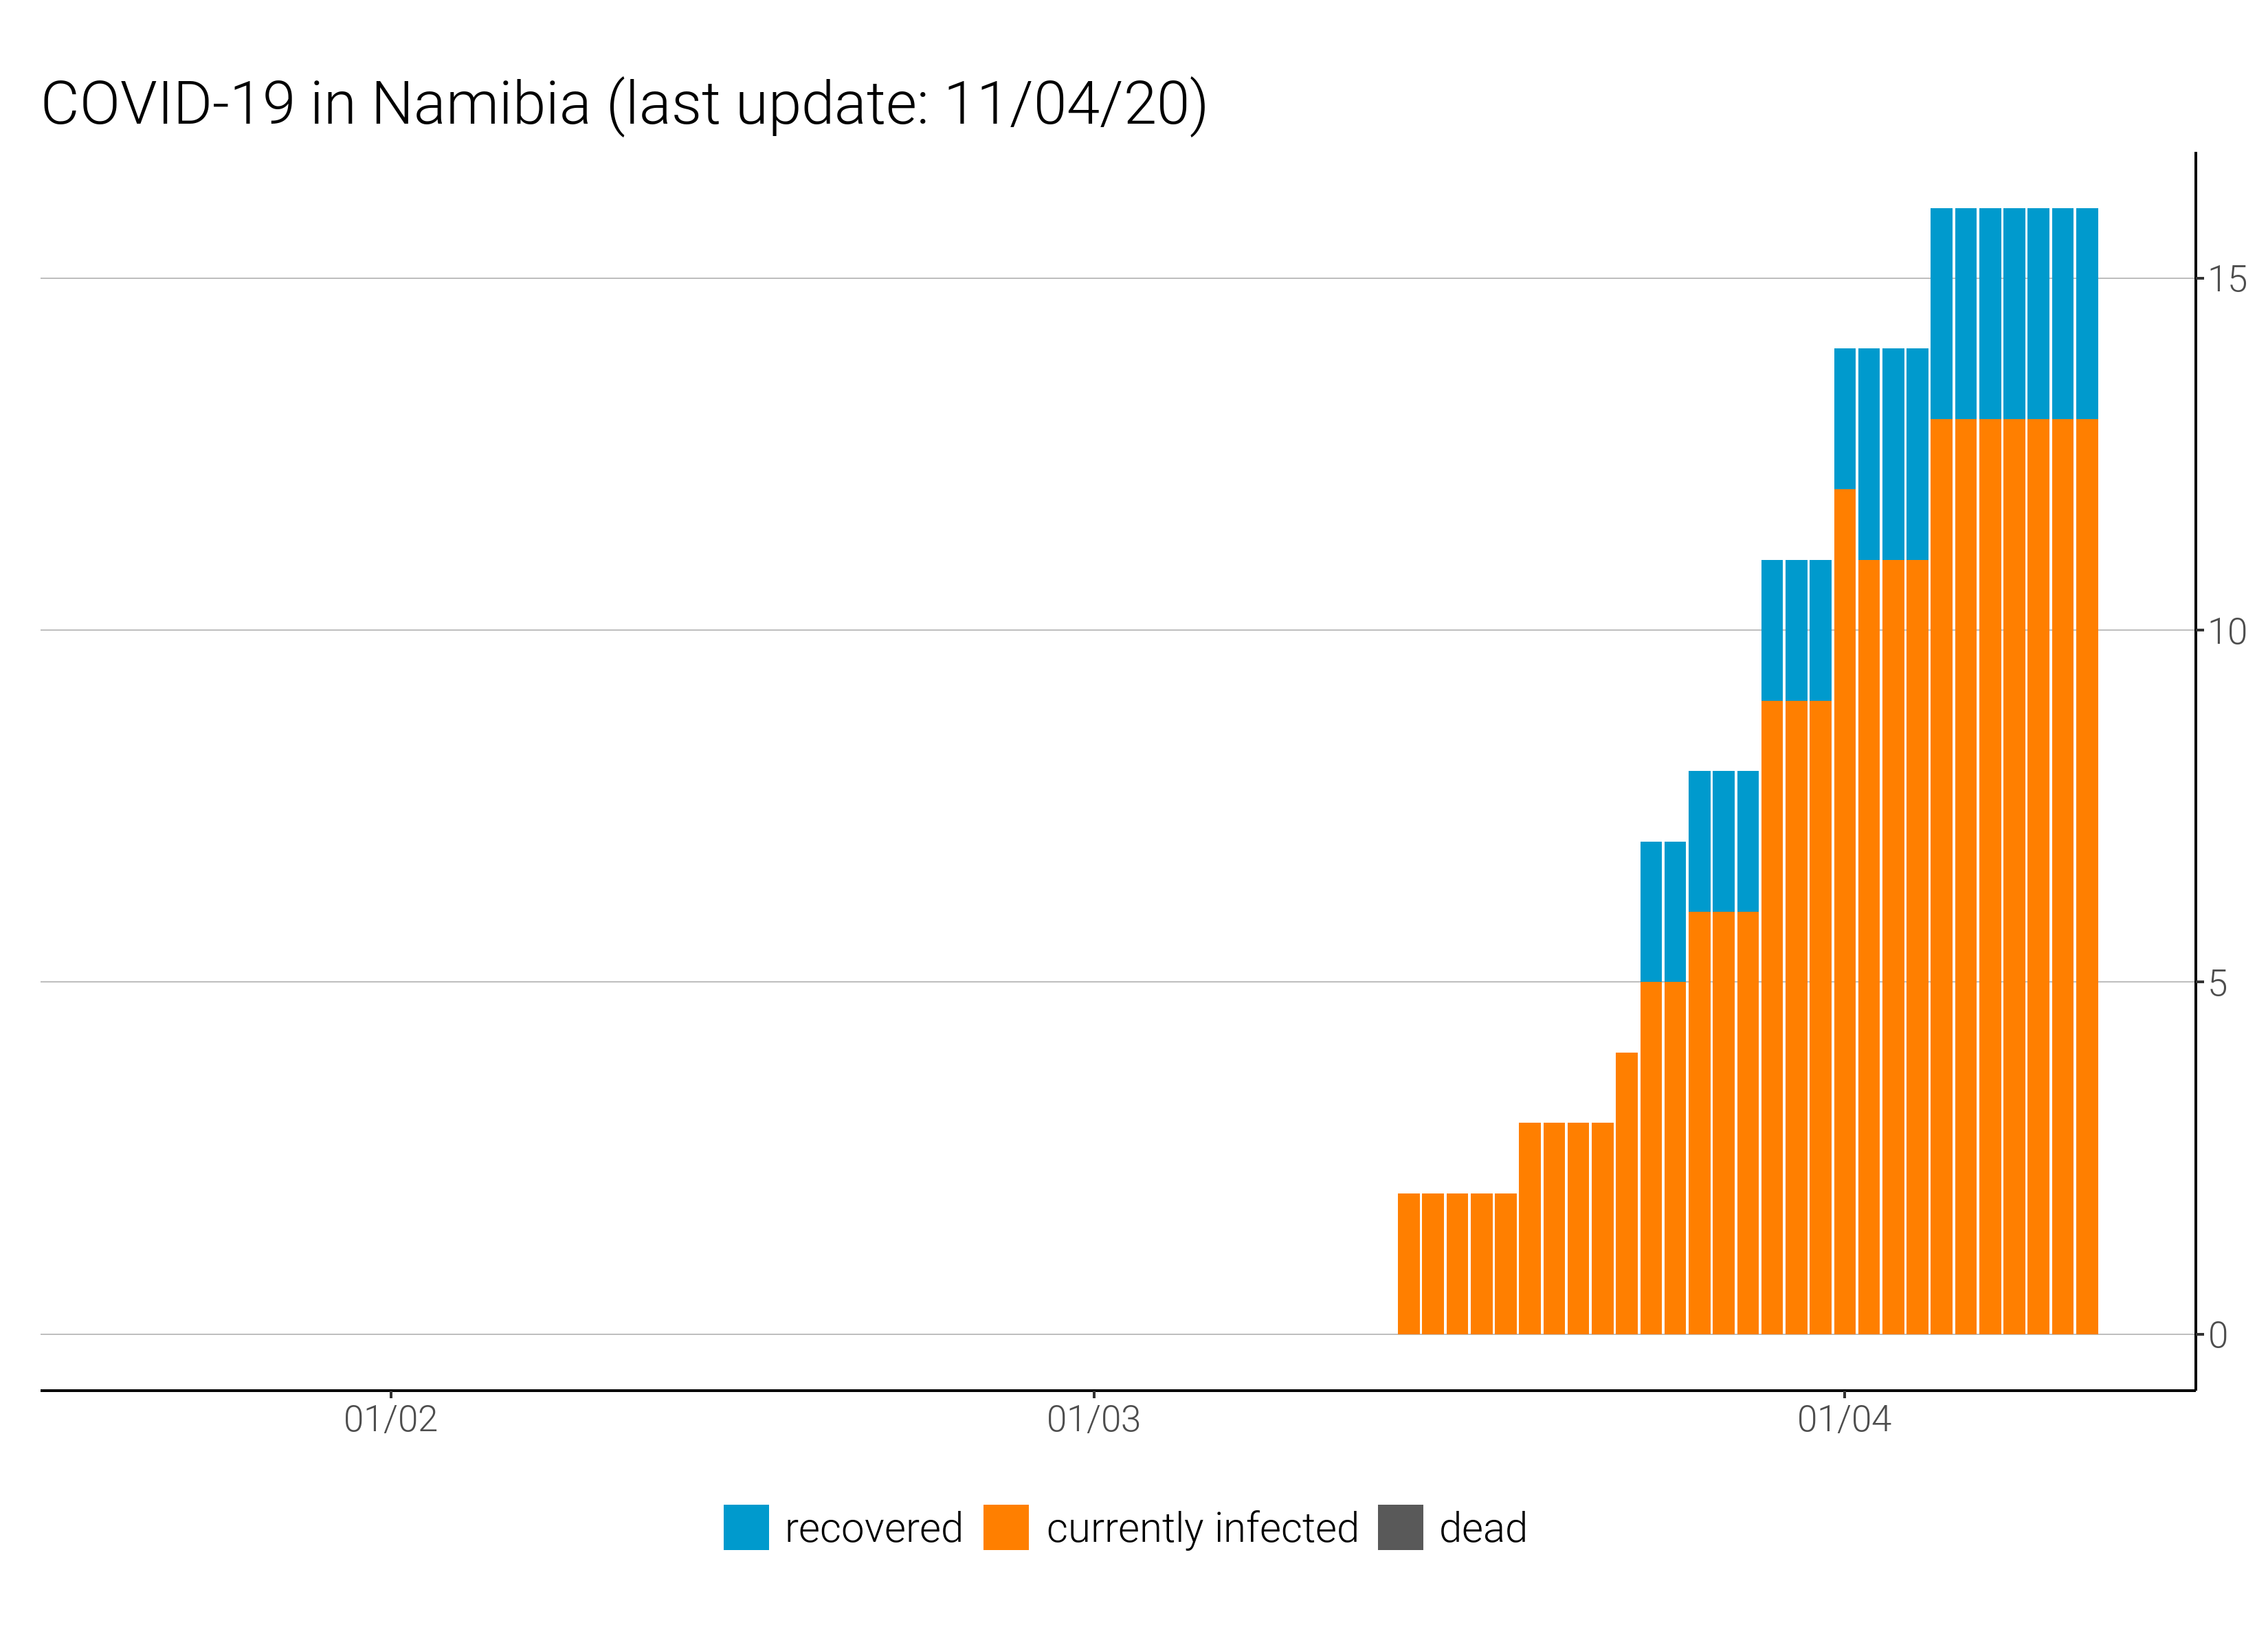 COVID-19 in Namibia (last update: 11/04/20)
15
10
5
0
01/02 01/03 01/04
recovered currently infected dead